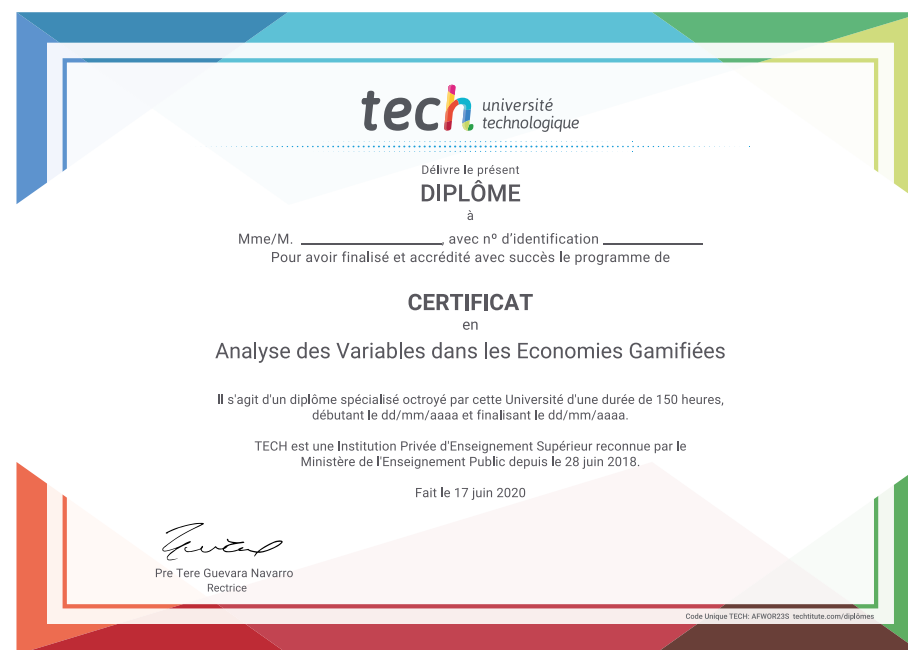 tech université
technologique
Délivre le présent
DIPLÔME
à
Mme/M. ____________________, avec nº d'identification ______________
Pour avoir finalisé et accrédité avec succès le programme de
CERTIFICAT
en
Analyse des Variables dans les Economies Gamifiées
Il s'agit d'un diplôme spécialisé octroyé par cette Université d'une durée de 150 heures,
débutant le dd/mm/aaaa et finalisant le dd/mm/aaaa.
TECH est une Institution Privée d'Enseignement Supérieur reconnue par le
Ministère de l'Enseignement Public depuis le 28 juin 2018.
Fait le 17 juin 2020
Pre Tere Guevara Navarro
Rectrice
Code Unique TECH: AFWOR23S techtitute.com/diplômes